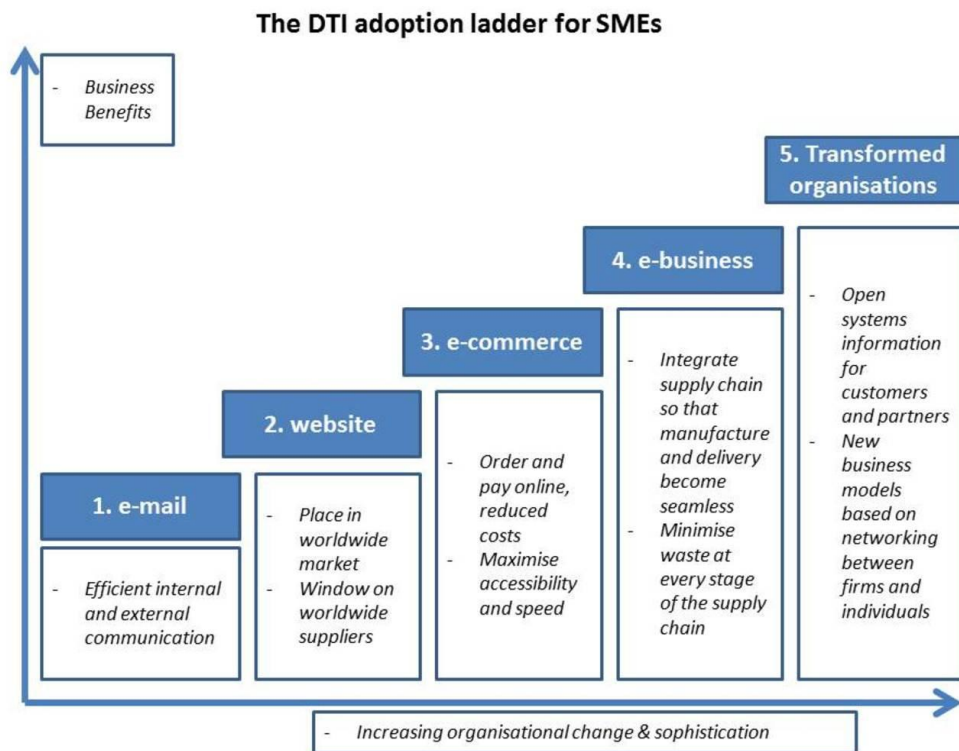 The DTI adoption ladder for SMEs
- Business
Benefits
5. Transformed
organisations
- Open
systems
information
for
customers
and partners
- New
business
models
based on
networking
between
firms and
individuals
4. e-business
- Integrate
supply chain
so that
manufacture
and delivery
become
seamless
- Minimise
waste at
every stage
of the supply
chain
3. e-commerce
- Order and
pay online,
reduced
costs
- Maximise
accessibility
and speed
2. website
- Place in
worldwide
market
- Window on
worldwide
suppliers
1. e-mail
- Efficient internal
and external
communication
- Increasing organisational change & sophistication